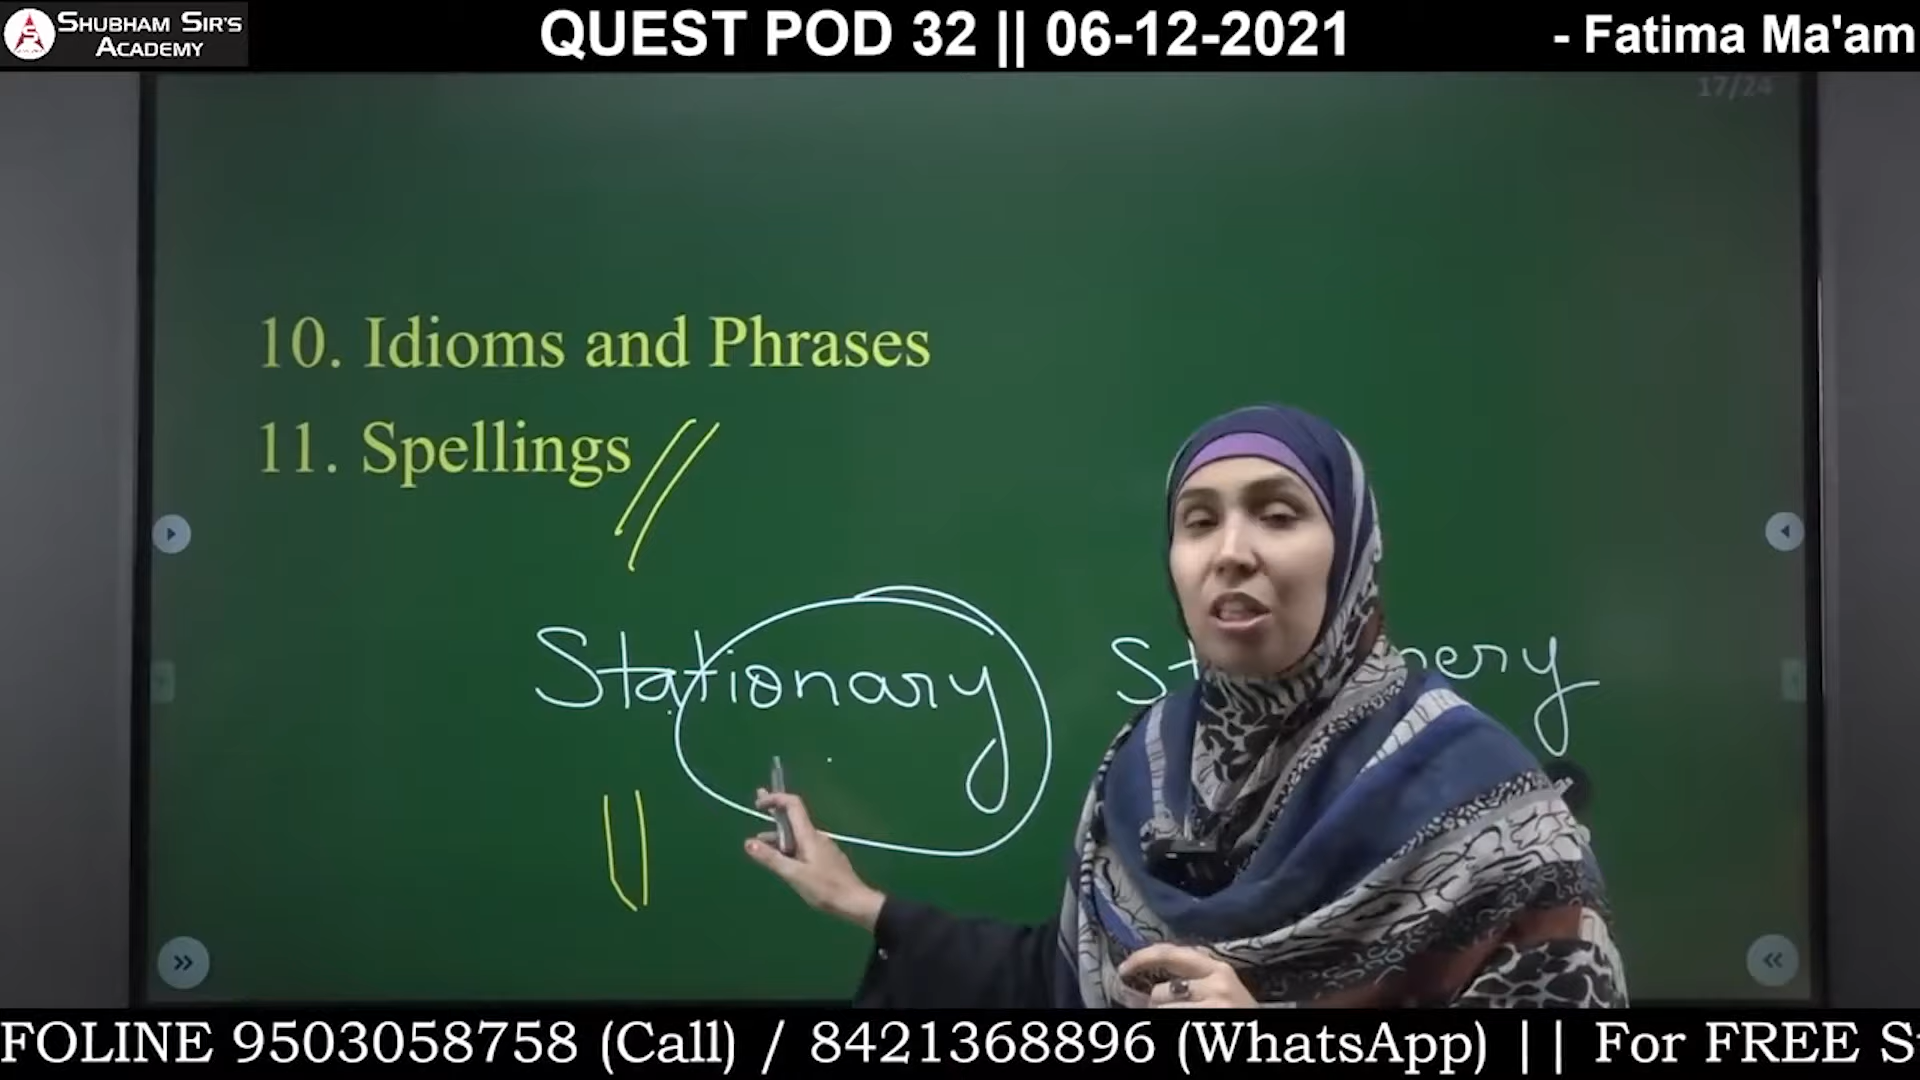 SHUBHAM SIR'S
ACADEMY
QUEST POD 32 || 06-12-2021
- Fatima Ma'am
17/24
10. Idioms and Phrases
11. Spellings
Stationary
FOLINE 9503058758 (Call) / 8421368896 (WhatsApp) || For FREE